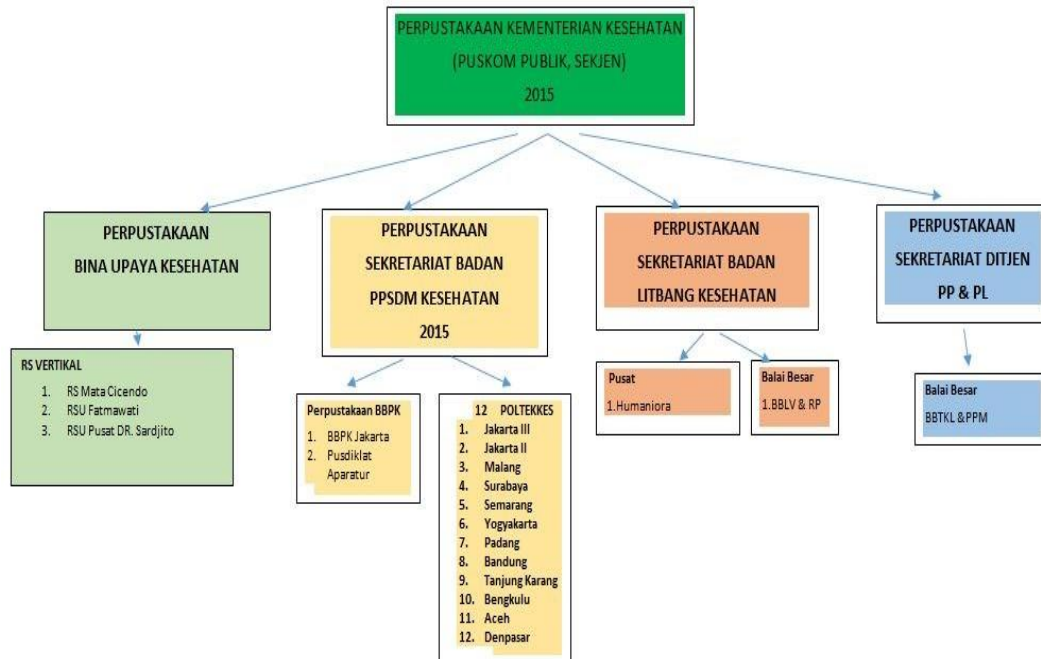 PERPUSTAKAAN KEMENTERIAN KESEHATAN
(PUSKOM PUBLIK, SEKJEN)
2015
PERPUSTAKAAN
BINA UPAYA KESEHATAN
PERPUSTAKAAN
SEKRETARIAT BADAN
PPSDM KESEHATAN
2015
PERPUSTAKAAN
SEKRETARIAT BADAN
LITBANG KESEHATAN
PERPUSTAKAAN
SEKRETARIAT DITJEN
PP & PL
RS VERTIKAL
1. RS Mata Cicendo
2. RSU Fatmawati
3. RSU Pusat DR. Sardjito
Perpustakaan BBPK
1. BBPK Jakarta
2. Pusdiklat
Aparatur
12 POLTEKKES
1. Jakarta III
2. Jakarta II
3. Malang
4. Surabaya
5. Semarang
6. Yogyakarta
7. Padang
8. Bandung
9. Tanjung Karang
10. Bengkulu
11. Aceh
12. Denpasar
Pusat
1.Humaniora
Balai Besar
1.BBLV & RP
Balai Besar
BBTKL & PPM